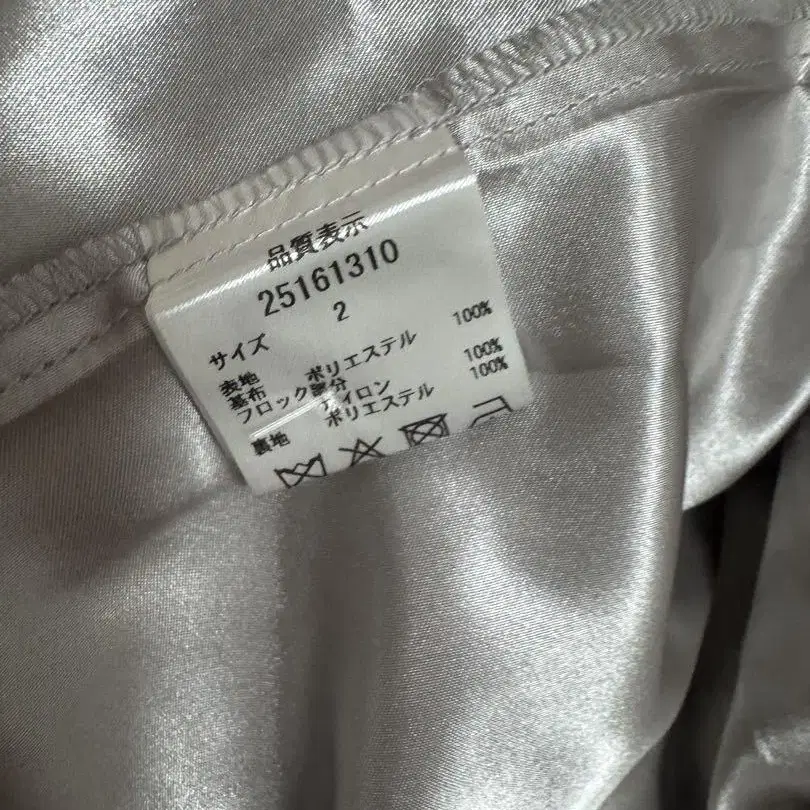 品質表示
25161310
サイズ 2
表地
基布 ポリエステル 100%
フロック部分 ナイロン 100%
裏地 ポリエステル 100%